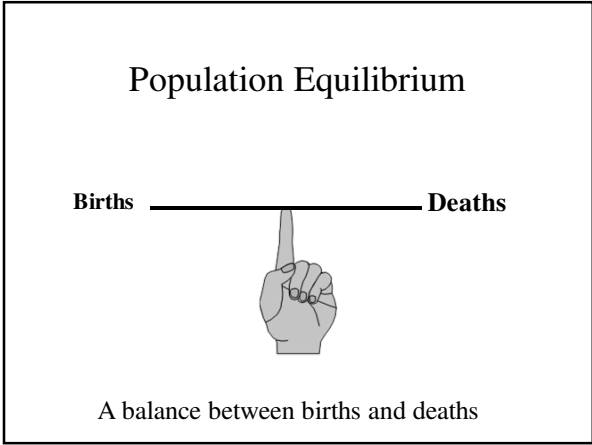 Population Equilibrium
Births Deaths
A balance between births and deaths